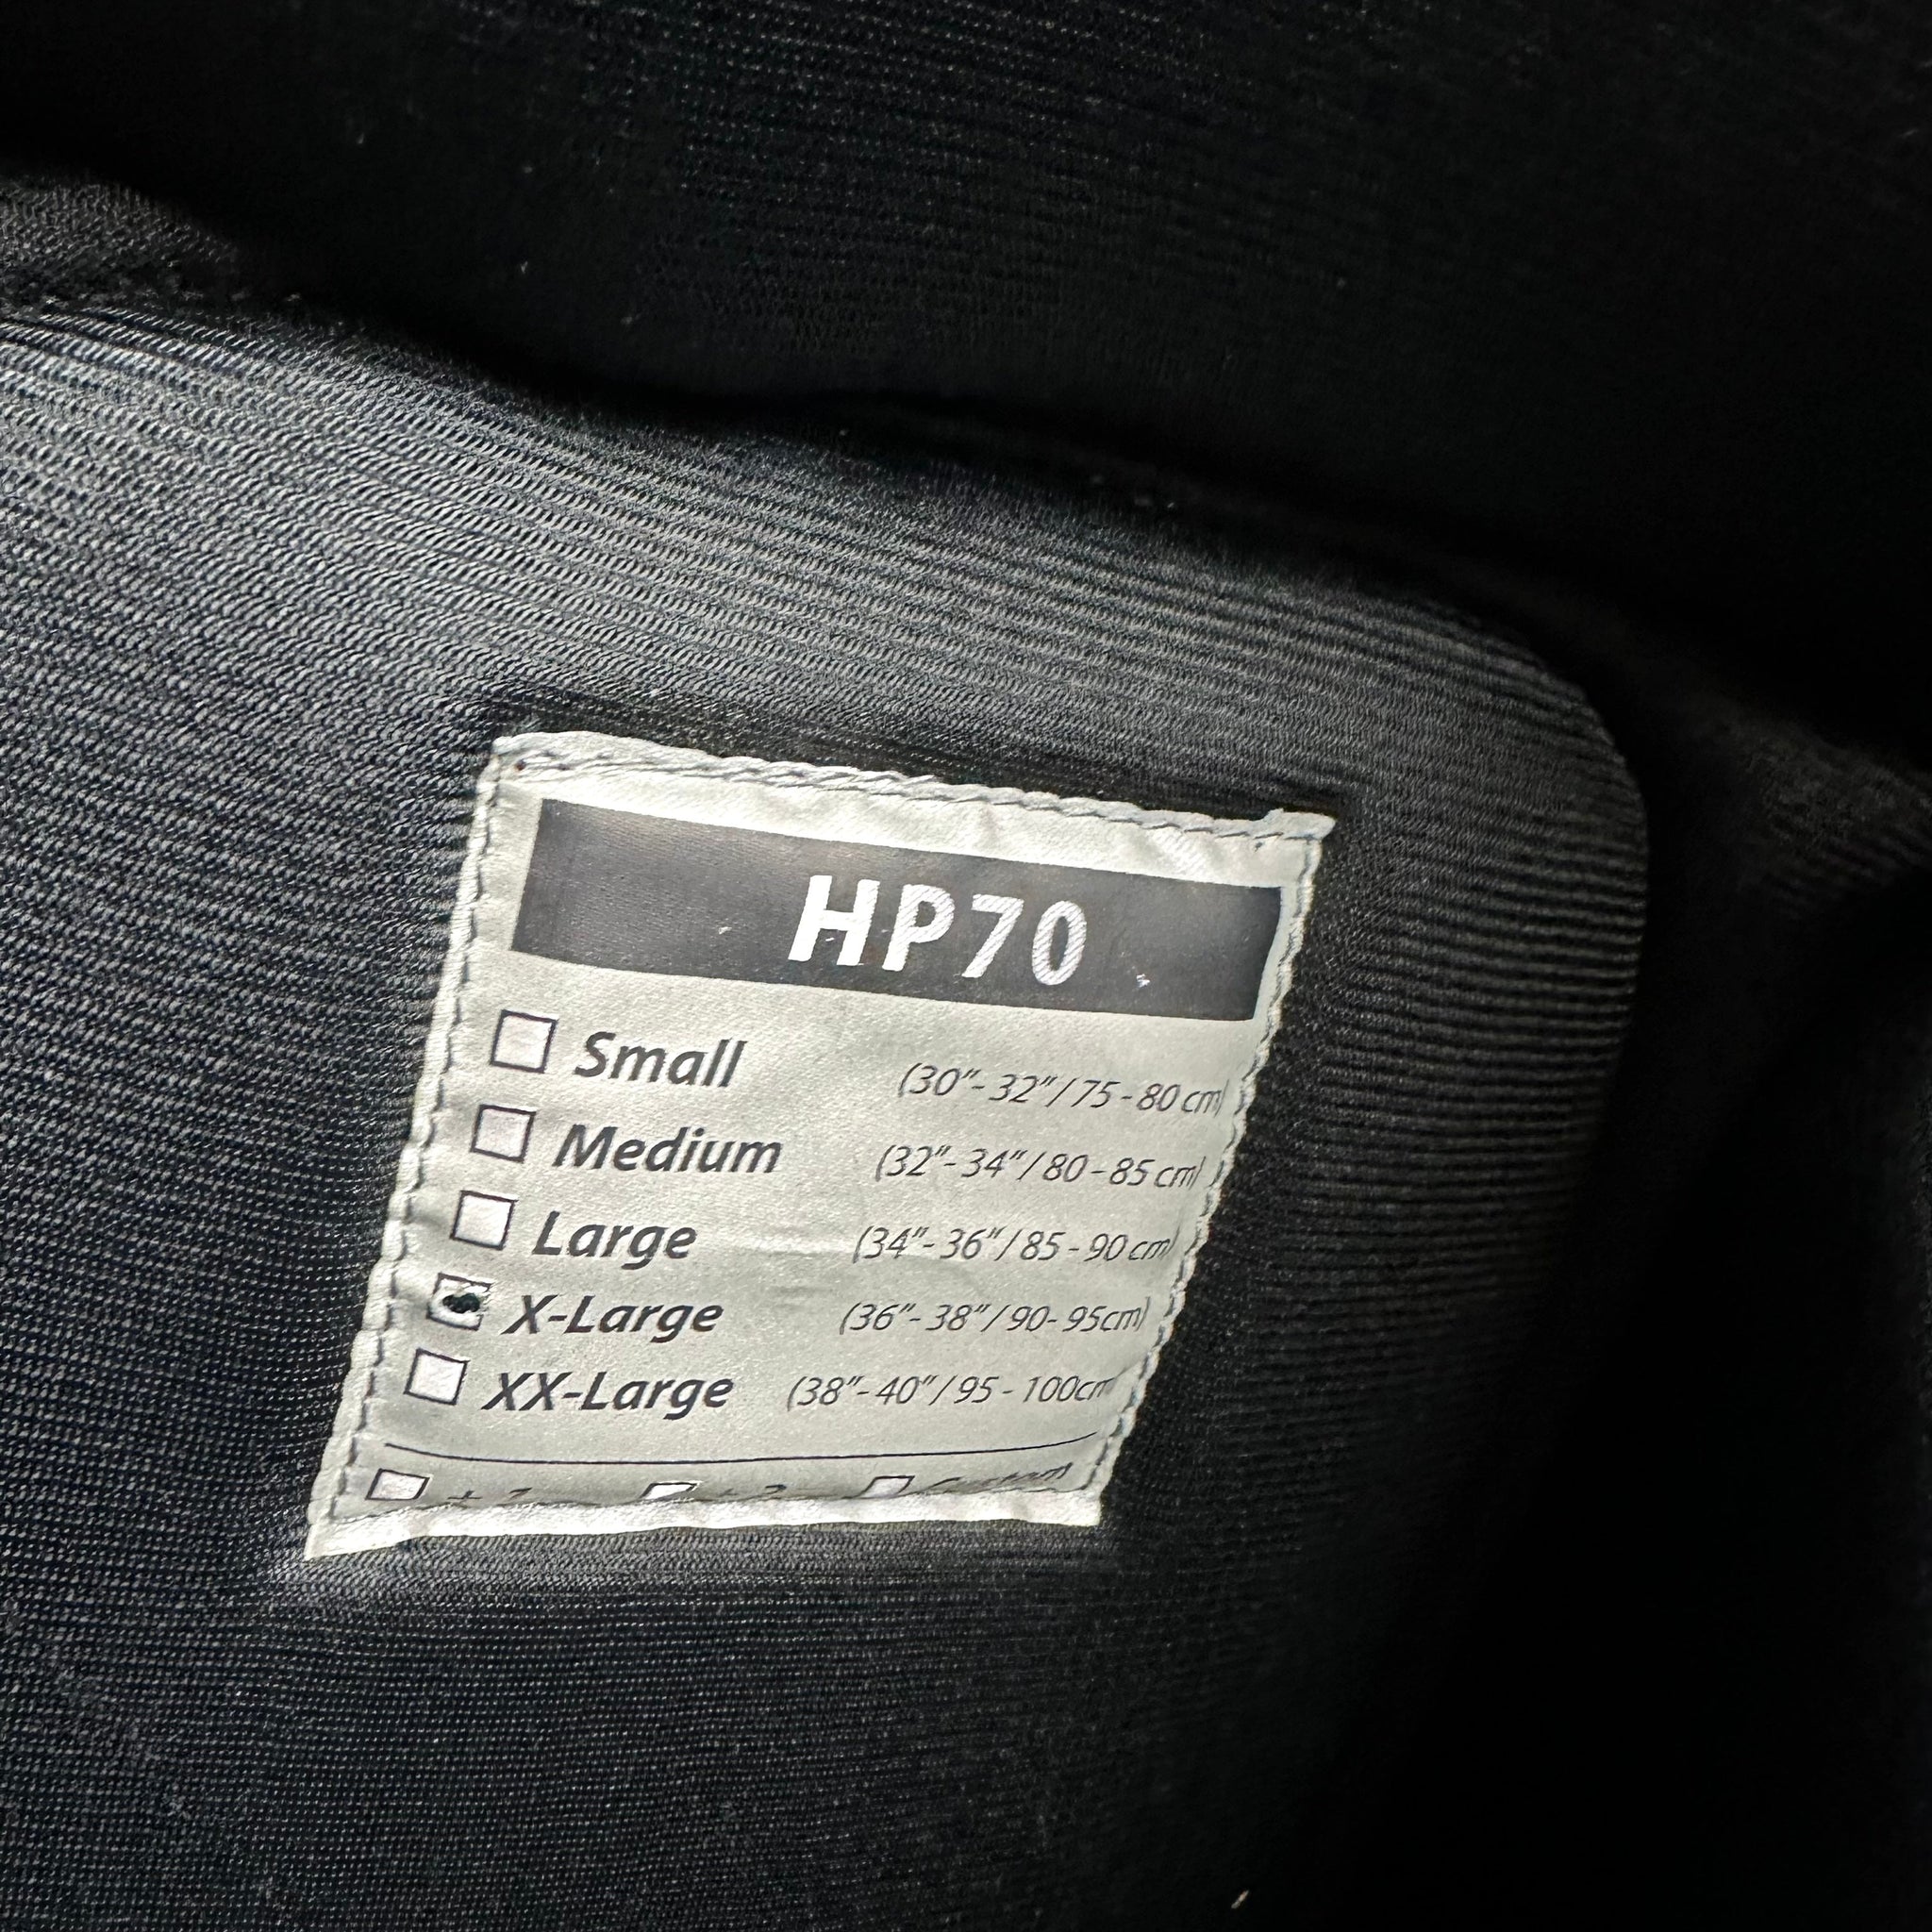 HP70
Small (30"- 32"/ 75 - 80 cm)
Medium (32"- 34"/ 80 - 85 cm)
Large (34"- 36"/ 85 - 90 cm)
X-Large (36"- 38"/ 90- 95cm)
XX-Large (38"- 40"/ 95 - 100cm
Custom